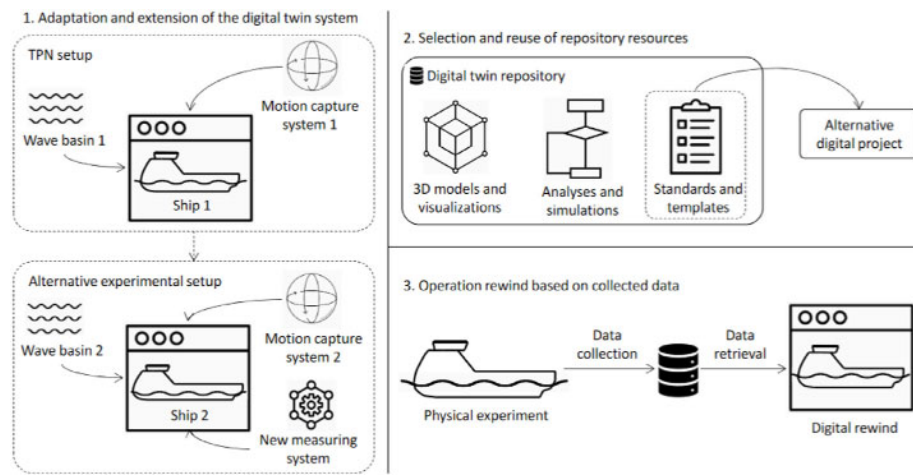 1. Adaptation and extension of the digital twin system
TPN setup
Motion capture
system 1
Wave basin 1
Ship 1
Alternative experimental setup
Wave basin 2
Motion capture
system 2
Ship 2
New measuring
system
2. Selection and reuse of repository resources
Digital twin repository
3D models and
visualizations
Analyses and
simulations
Standards and
templates
Alternative
digital project
3. Operation rewind based on collected data
Data
collection
Data
retrieval
Physical experiment
Digital rewind